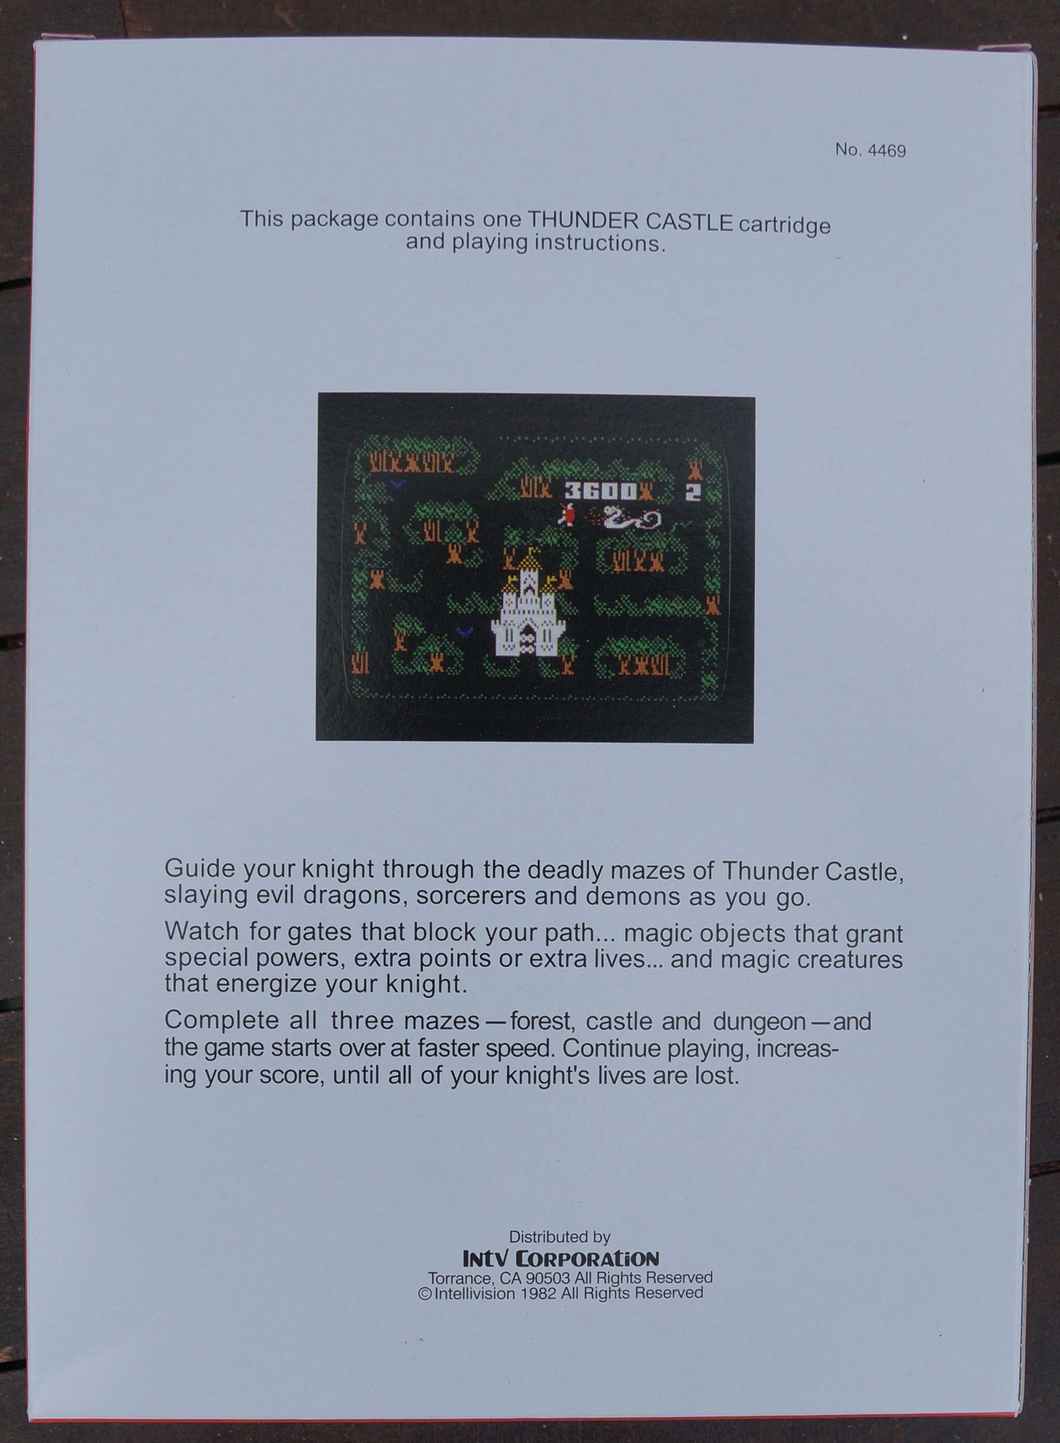 No. 4469
This package contains one THUNDER CASTLE cartridge
and playing instructions.
3600
2
Guide your knight through the deadly mazes of Thunder Castle,
slaying evil dragons, sorcerers and demons as you go.
Watch for gates that block your path... magic objects that grant
special powers, extra points or extra lives... and magic creatures
that energize your knight.
Complete all three mazes — forest, castle and dungeon — and
the game starts over at faster speed. Continue playing, increas-
ing your score, until all of your knight's lives are lost.
Distributed by
INTV CORPORATION
Torrance, CA 90503 All Rights Reserved
© Intellivision 1982 All Rights Reserved